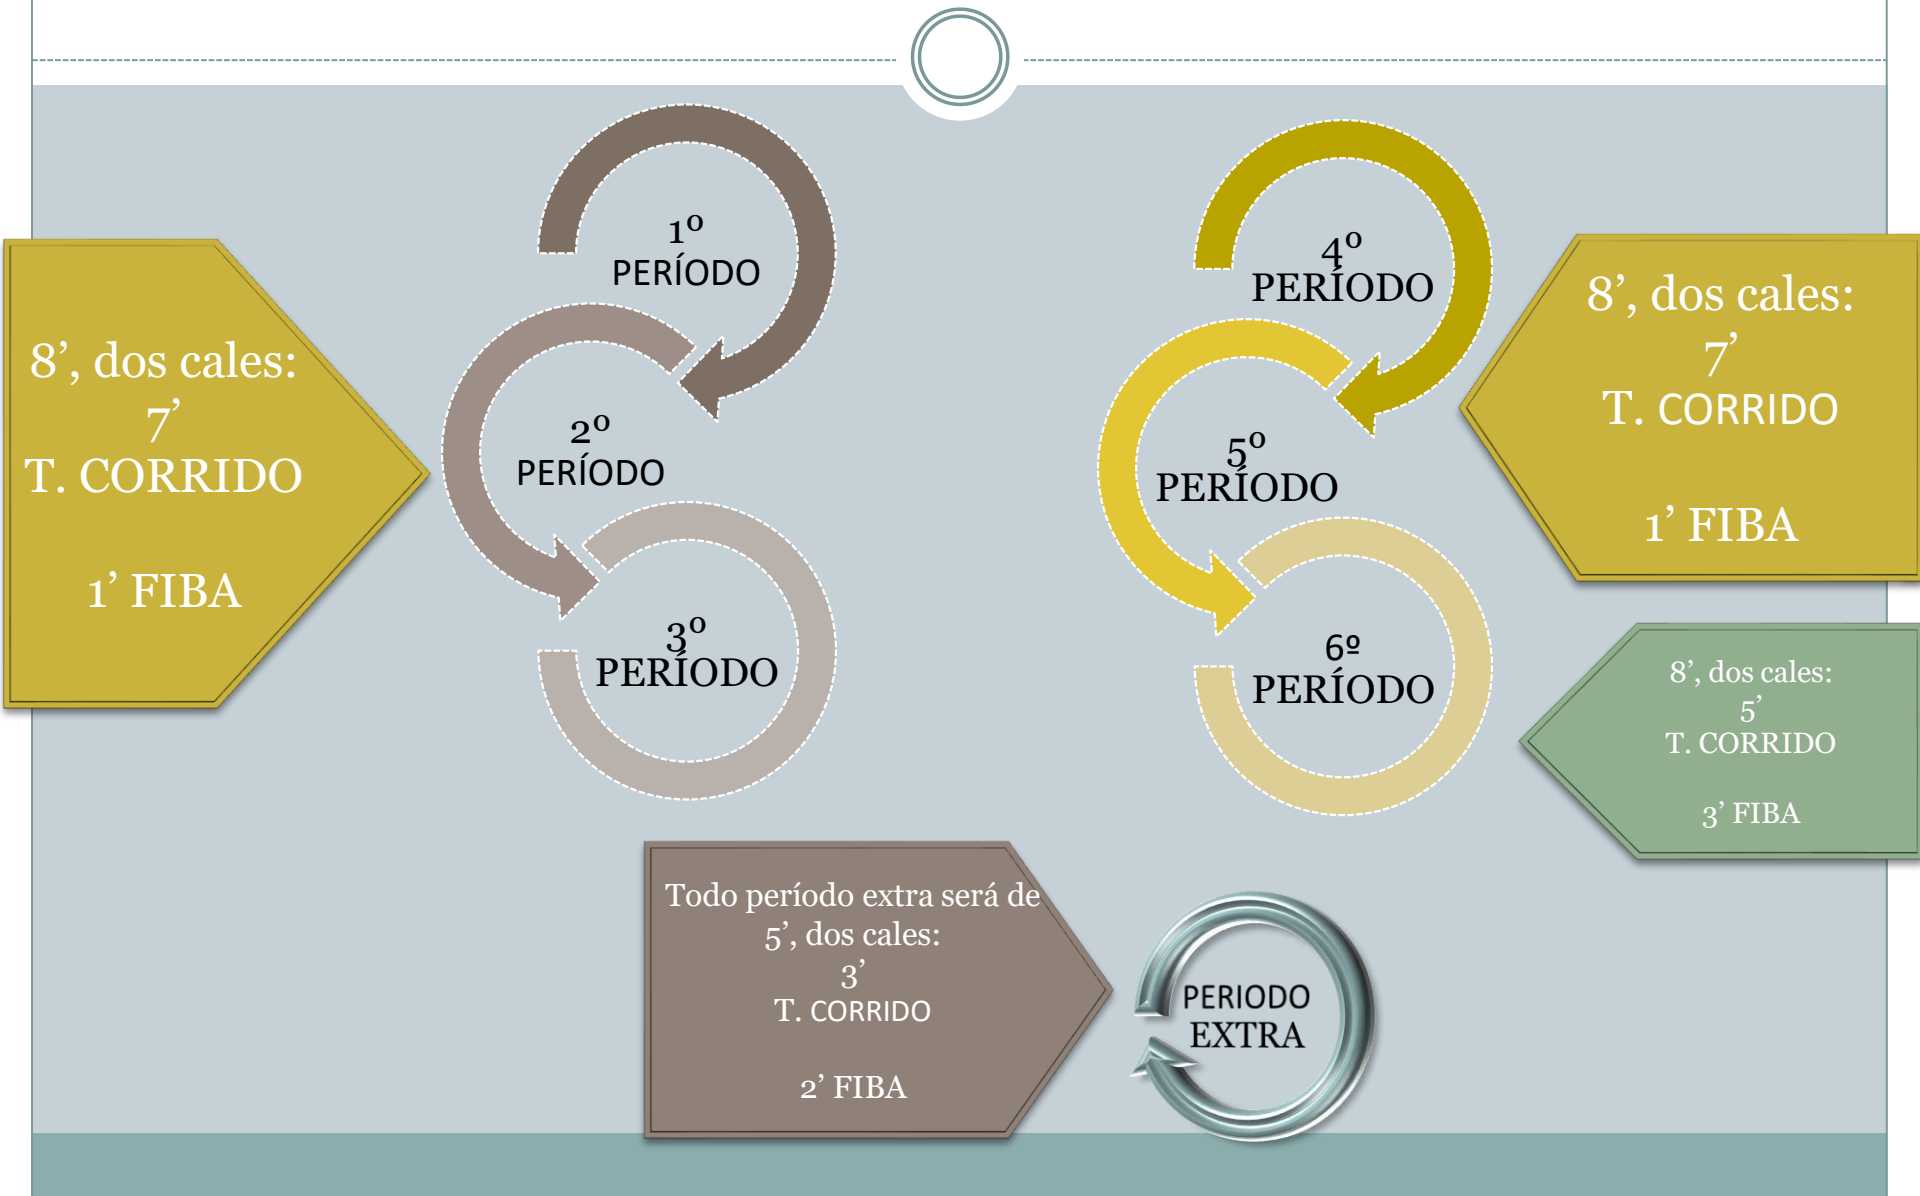 1º
PERÍODO
2º
PERÍODO
3º
PERÍODO
8’, dos cales:
7’
T. CORRIDO
1’ FIBA
4º
PERÍODO
5º
PERÍODO
6º
PERÍODO
8’, dos cales:
7’
T. CORRIDO
1’ FIBA
8’, dos cales:
5’
T. CORRIDO
3’ FIBA
Todo período extra será de
5’, dos cales:
3’
T. CORRIDO
2’ FIBA
PERIODO
EXTRA